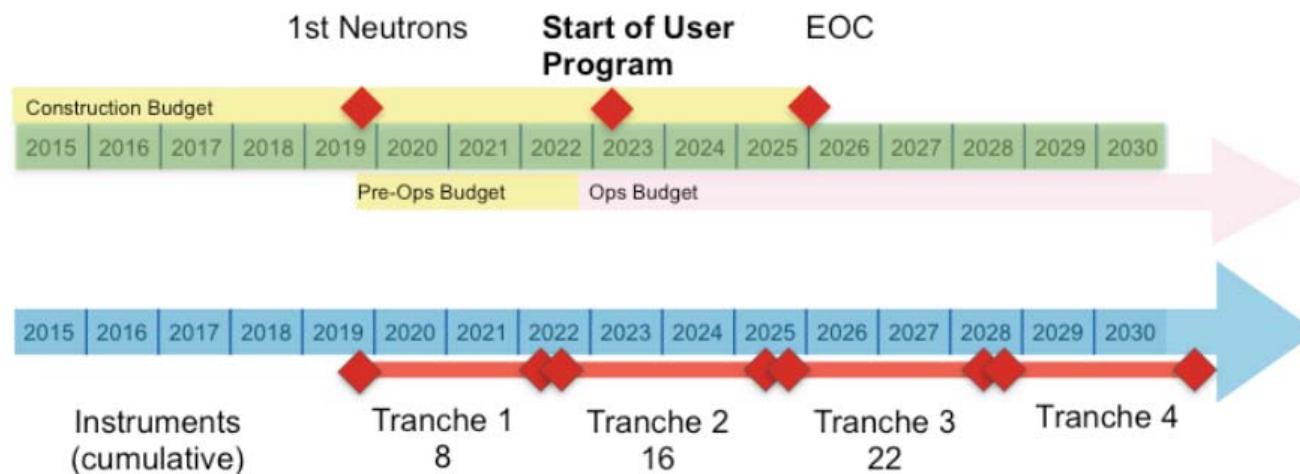 1st Neutrons Start of User EOC
Program
Construction Budget
2015 2016 2017 2018 2019 2020 2021 2022 2023 2024 2025 2026 2027 2028 2029 2030
Pre-Ops Budget Ops Budget
2015 2016 2017 2018 2019 2020 2021 2022 2023 2024 2025 2026 2027 2028 2029 2030
Instruments Tranche 1 Tranche 2 Tranche 3 Tranche 4
(cumulative) 8 16 22